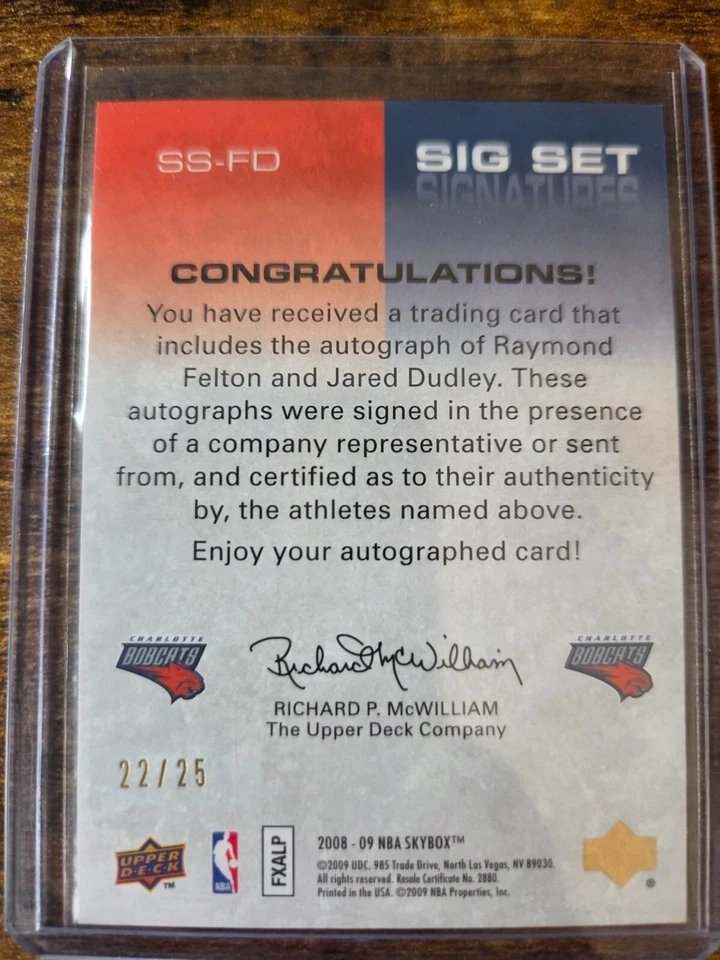 SS-FD
SIG SET
SIGNATURES
CONGRATULATIONS!
You have received a trading card that
includes the autograph of Raymond
Felton and Jared Dudley. These
autographs were signed in the presence
of a company representative or sent
from, and certified as to their authenticity
by, the athletes named above.
Enjoy your autographed card!
CHARLOTTE
BOBCATS
Richard P. McWilliam
CHARLOTTE
BOBCATS
RICHARD P. McWILLIAM
The Upper Deck Company
22/25
UPPER
D·E·C·K
TM
NBA
FXALP
2008 - 09 NBA SKYBOX™
©2009 UDC. 985 Trade Drive, North Las Vegas, NV 89030.
All rights reserved. Resale Certificate No. 2880.
Printed in the USA. ©2009 NBA Properties, Inc.
®